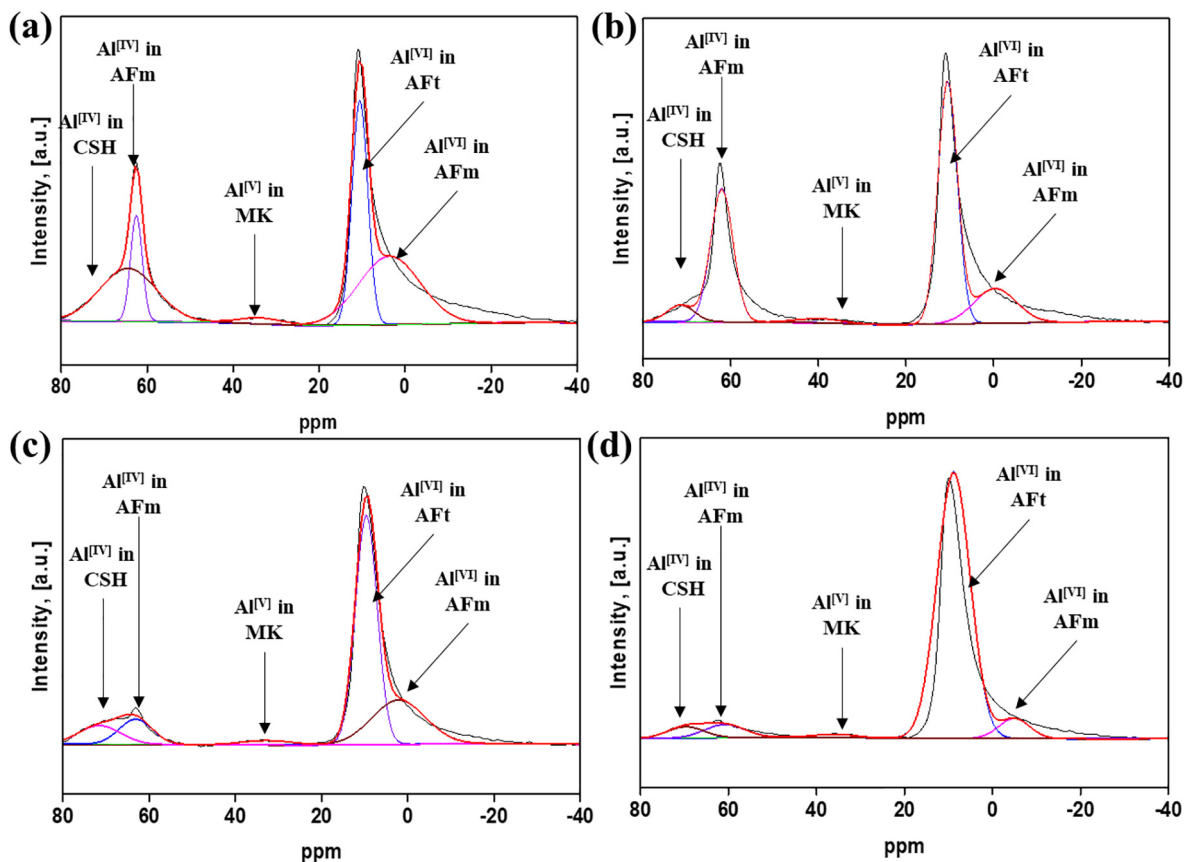 (a)
Al[IV] in
AFm
Al[IV] in
CSH
Al[V] in
MK
Al[VI] in
AFt
Al[VI] in
AFm
Intensity, [a.u.]
80 60 40 20 0 -20 -40
ppm
(b)
Al[IV] in
AFm
Al[IV] in
CSH
Al[V] in
MK
Al[VI] in
AFt
Al[VI] in
AFm
Intensity, [a.u.]
80 60 40 20 0 -20 -40
ppm
(c)
Al[IV] in
AFm
Al[IV] in
CSH
Al[V] in
MK
Al[VI] in
AFt
Al[VI] in
AFm
Intensity, [a.u.]
80 60 40 20 0 -20 -40
ppm
(d)
Al[IV] in
AFm
Al[IV] in
CSH
Al[V] in
MK
Al[VI] in
AFt
Al[VI] in
AFm
Intensity, [a.u.]
80 60 40 20 0 -20 -40
ppm